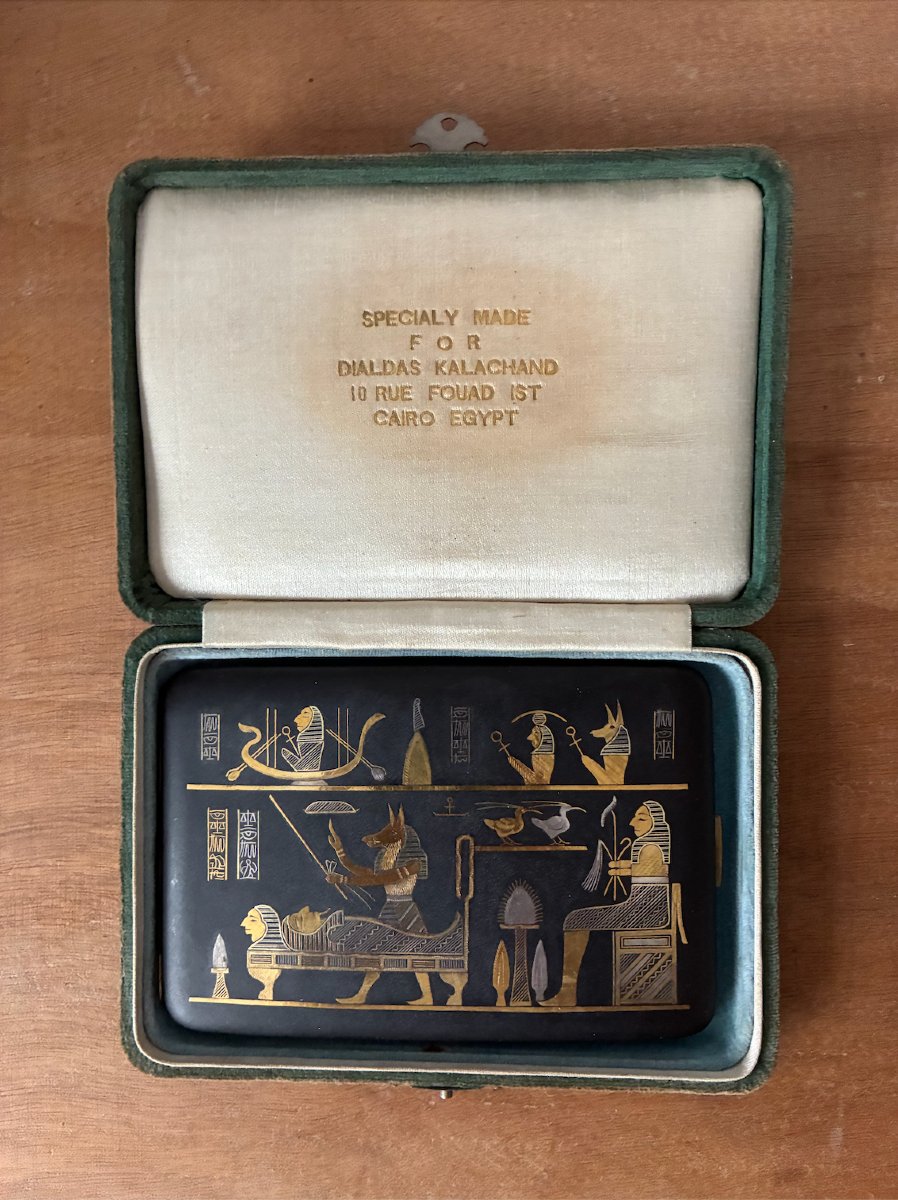 SPECIALY MADE
FOR
DIALDAS KALACHAND
10 RUE FOUAD IST
CAIRO EGYPT